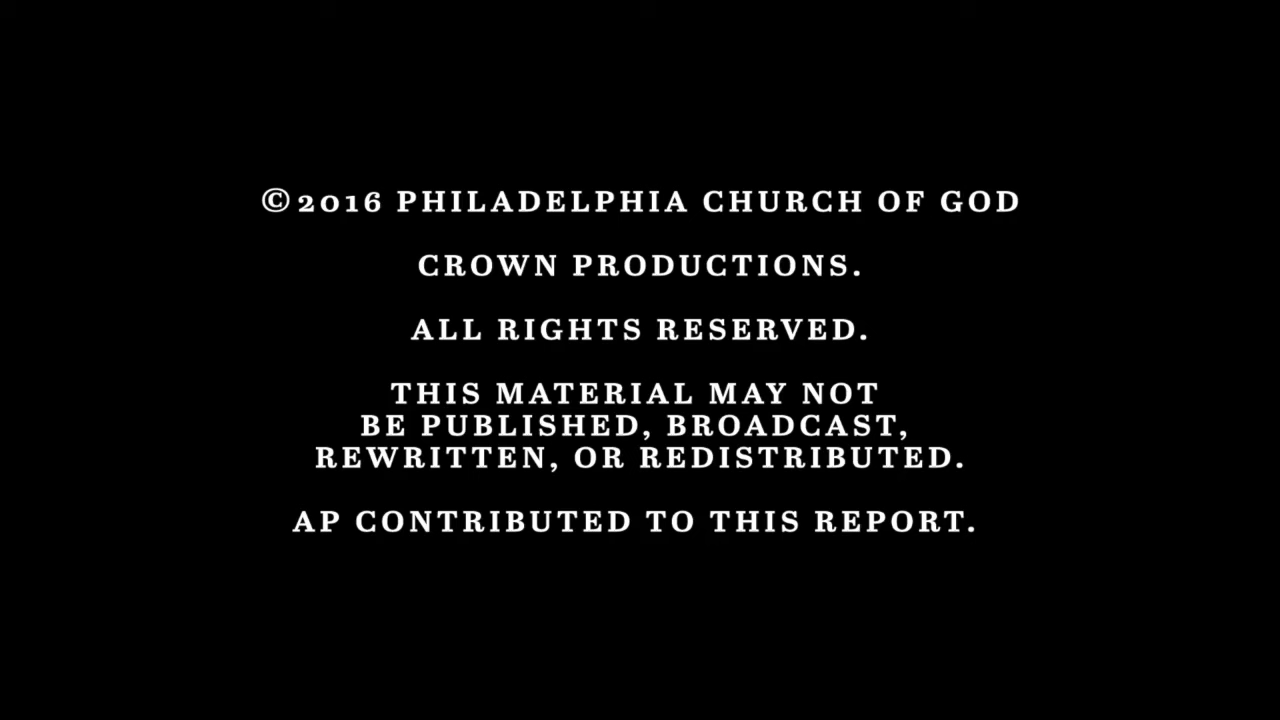 ©2016 PHILADELPHIA CHURCH OF GOD
CROWN PRODUCTIONS.
ALL RIGHTS RESERVED.
THIS MATERIAL MAY NOT
BE PUBLISHED, BROADCAST,
REWRITTEN, OR REDISTRIBUTED.
AP CONTRIBUTED TO THIS REPORT.